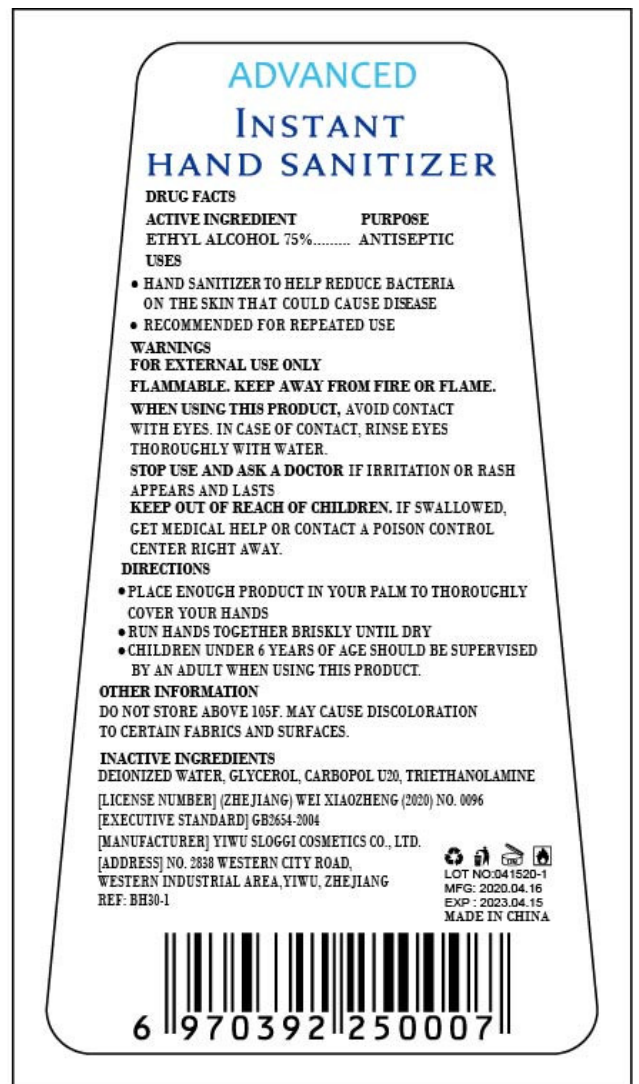 ADVANCED
INSTANT
HAND SANITIZER
DRUG FACTS
ACTIVE INGREDIENT PURPOSE
ETHYL ALCOHOL 75%......... ANTISEPTIC
USES
● HAND SANITIZER TO HELP REDUCE BACTERIA
ON THE SKIN THAT COULD CAUSE DISEASE
● RECOMMENDED FOR REPEATED USE
WARNINGS
FOR EXTERNAL USE ONLY
FLAMMABLE. KEEP AWAY FROM FIRE OR FLAME.
WHEN USING THIS PRODUCT, AVOID CONTACT
WITH EYES. IN CASE OF CONTACT, RINSE EYES
THOROUGHLY WITH WATER.
STOP USE AND ASK A DOCTOR IF IRRITATION OR RASH
APPEARS AND LASTS
KEEP OUT OF REACH OF CHILDREN. IF SWALLOWED,
GET MEDICAL HELP OR CONTACT A POISON CONTROL
CENTER RIGHT AWAY.
DIRECTIONS
● PLACE ENOUGH PRODUCT IN YOUR PALM TO THOROUGHLY
COVER YOUR HANDS
● RUN HANDS TOGETHER BRISKLY UNTIL DRY
● CHILDREN UNDER 6 YEARS OF AGE SHOULD BE SUPERVISED
BY AN ADULT WHEN USING THIS PRODUCT.
OTHER INFORMATION
DO NOT STORE ABOVE 105F. MAY CAUSE DISCOLORATION
TO CERTAIN FABRICS AND SURFACES.
INACTIVE INGREDIENTS
DEIONIZED WATER, GLYCEROL, CARBOPOL U20, TRIETHANOLAMINE
[LICENSE NUMBER] (ZHEJIANG) WEI XIAOZHENG (2020) NO. 0096
[EXECUTIVE STANDARD] GB2654-2004
[MANUFACTURER] YIWU SLOGGI COSMETICS CO., LTD.
[ADDRESS] NO. 2838 WESTERN CITY ROAD,
WESTERN INDUSTRIAL AREA,YIWU, ZHEJIANG
REF: BH30-1
LOT NO:041520-1
MFG: 2020.04.16
EXP : 2023.04.15
MADE IN CHINA
6 970392 250007